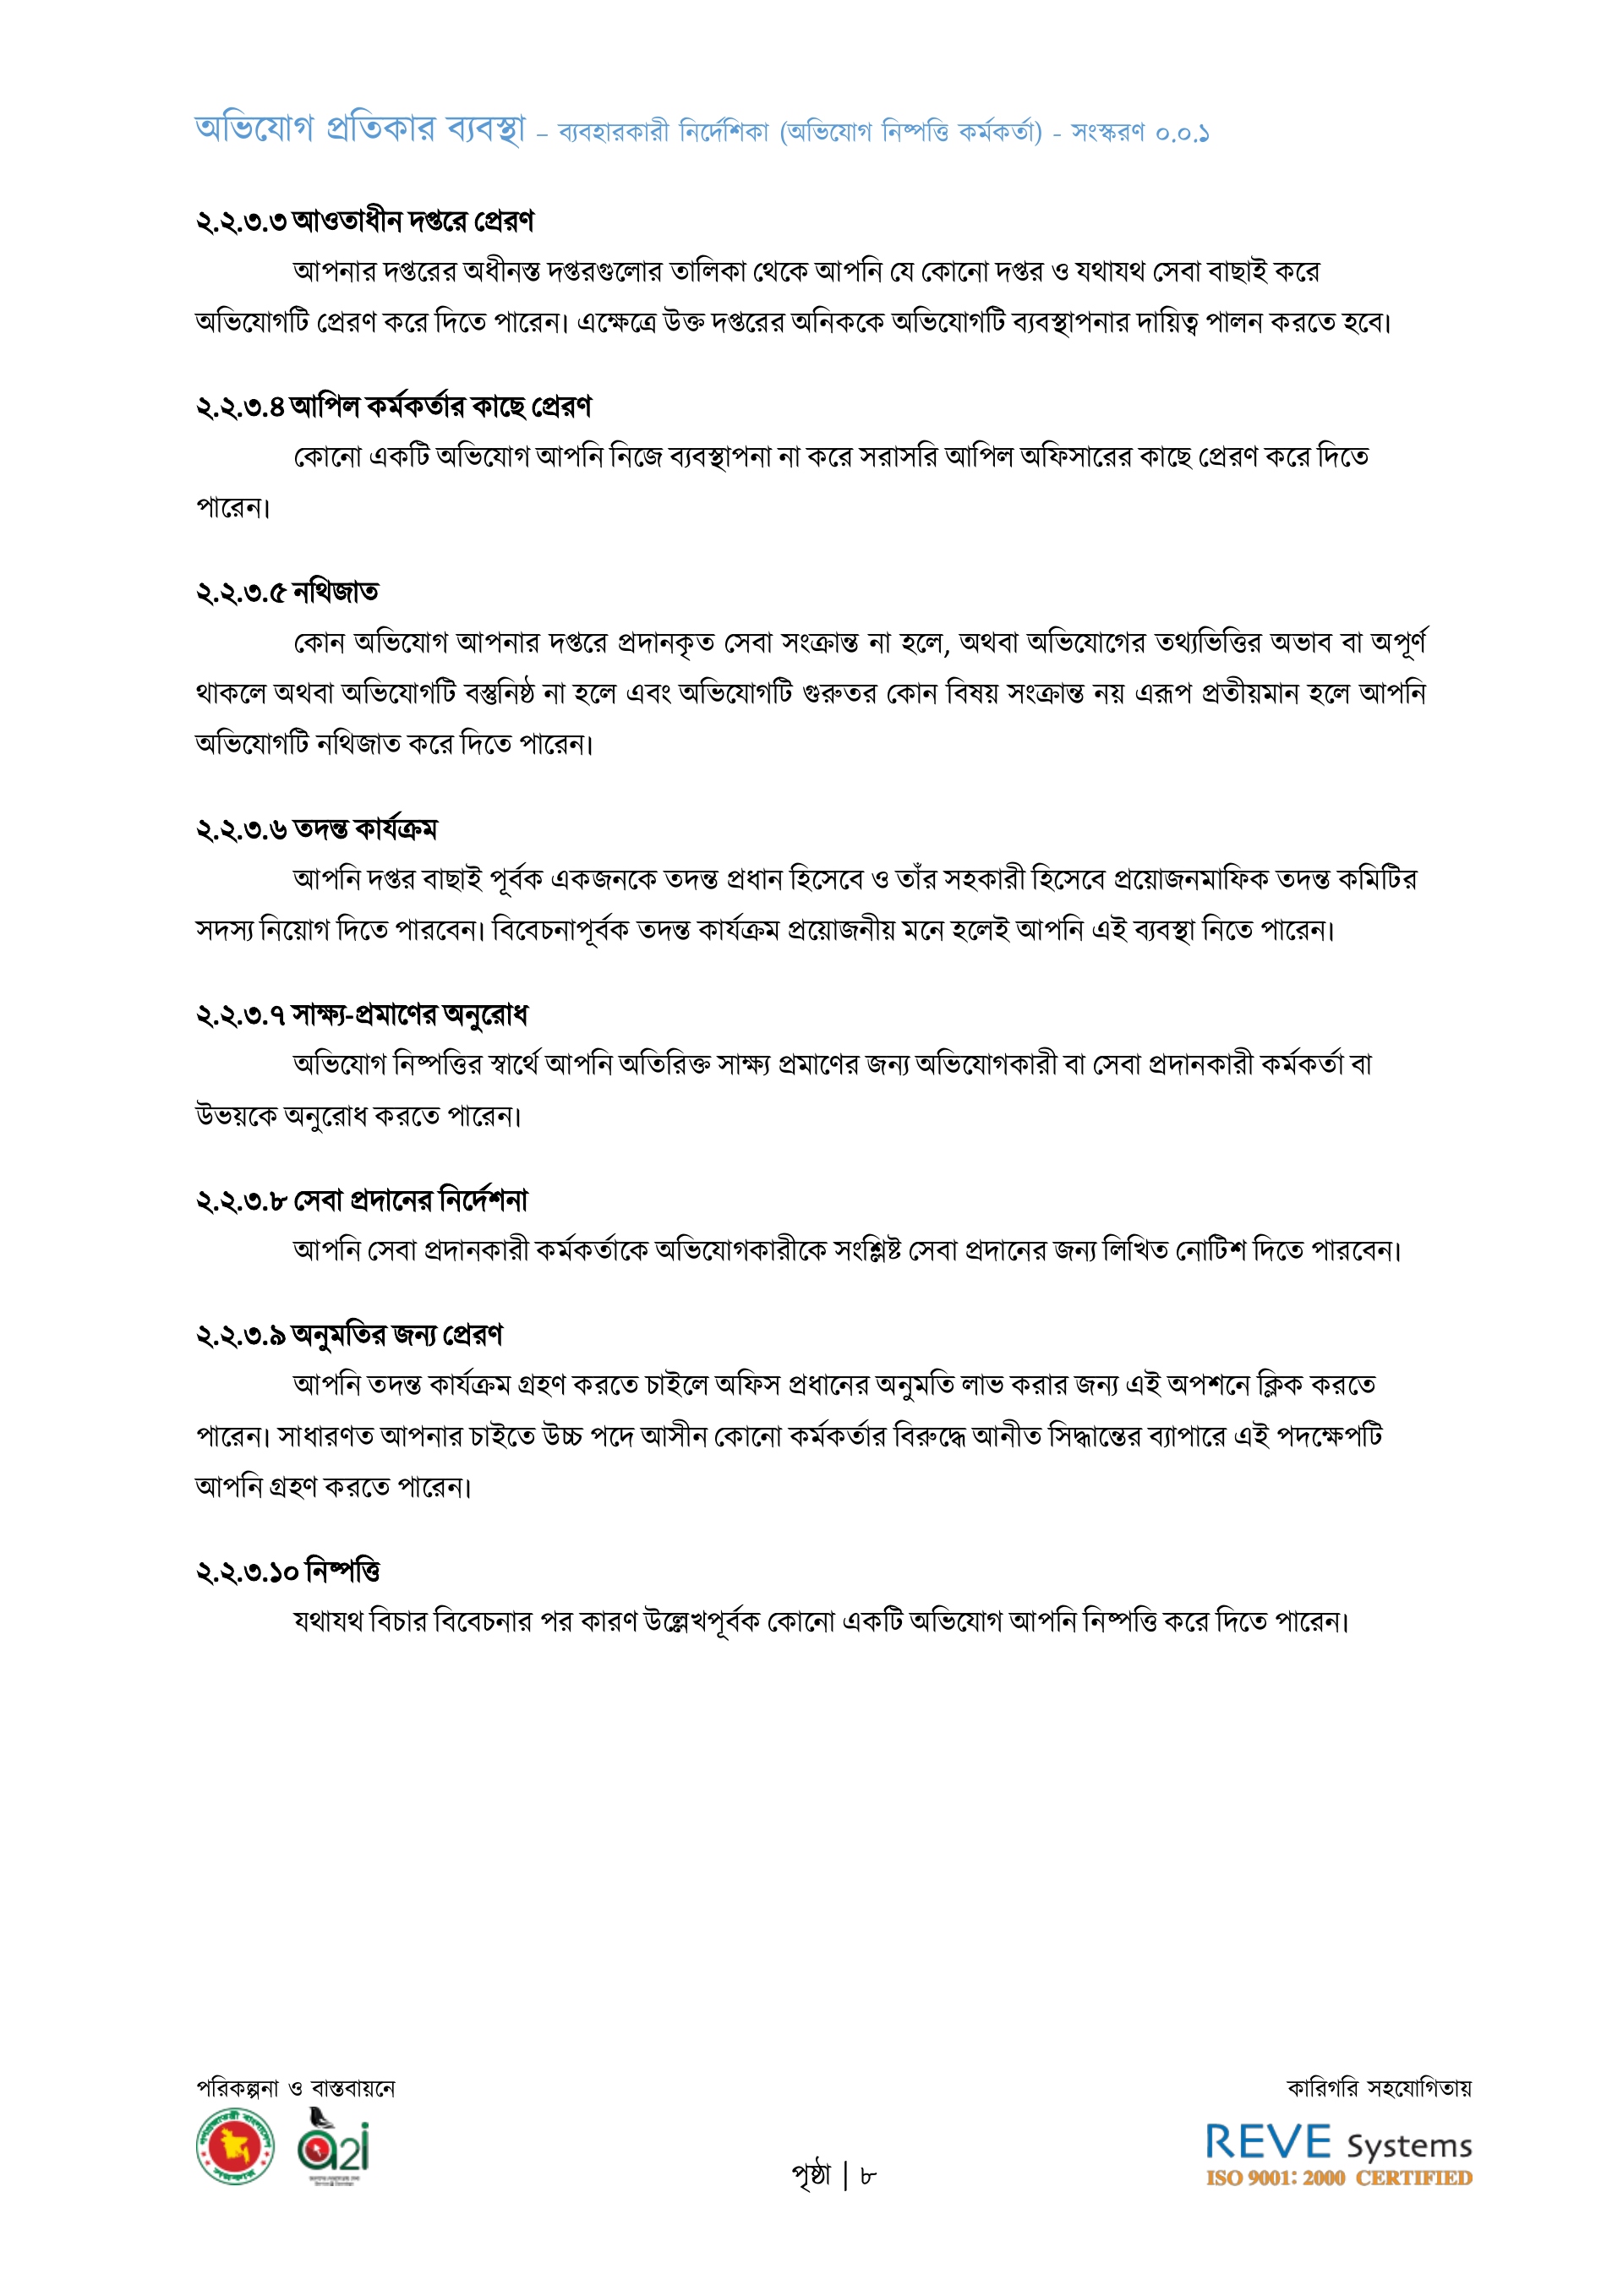 অভিযোগ প্রতিকার ব্যবস্থা – ব্যবহারকারী নির্দেশিকা (অভিযোগ নিষ্পত্তি কর্মকর্তা) - সংস্করণ ০.০.১
২.২.৩.৩ আওতাধীন দপ্তরে প্রেরণ
আপনার দপ্তরের অধীনস্ত দপ্তরগুলোর তালিকা থেকে আপনি যে কোনো দপ্তর ও যথাযথ সেবা বাছাই করে
অভিযোগটি প্রেরণ করে দিতে পারেন। এক্ষেত্রে উক্ত দপ্তরের অনিককে অভিযোগটি ব্যবস্থাপনার দায়িত্ব পালন করতে হবে।
২.২.৩.৪ আপিল কর্মকর্তার কাছে প্রেরণ
কোনো একটি অভিযোগ আপনি নিজে ব্যবস্থাপনা না করে সরাসরি আপিল অফিসারের কাছে প্রেরণ করে দিতে
পারেন।
২.২.৩.৫ নথিজাত
কোন অভিযোগ আপনার দপ্তরে প্রদানকৃত সেবা সংক্রান্ত না হলে, অথবা অভিযোগের তথ্যভিত্তির অভাব বা অপূর্ণ
থাকলে অথবা অভিযোগটি বস্তুনিষ্ঠ না হলে এবং অভিযোগটি গুরুতর কোন বিষয় সংক্রান্ত নয় এরূপ প্রতীয়মান হলে আপনি
অভিযোগটি নথিজাত করে দিতে পারেন।
২.২.৩.৬ তদন্ত কার্যক্রম
আপনি দপ্তর বাছাই পূর্বক একজনকে তদন্ত প্রধান হিসেবে ও তাঁর সহকারী হিসেবে প্রয়োজনমাফিক তদন্ত কমিটির
সদস্য নিয়োগ দিতে পারবেন। বিবেচনাপূর্বক তদন্ত কার্যক্রম প্রয়োজনীয় মনে হলেই আপনি এই ব্যবস্থা নিতে পারেন।
২.২.৩.৭ সাক্ষ্য-প্রমাণের অনুরোধ
অভিযোগ নিষ্পত্তির স্বার্থে আপনি অতিরিক্ত সাক্ষ্য প্রমাণের জন্য অভিযোগকারী বা সেবা প্রদানকারী কর্মকর্তা বা
উভয়কে অনুরোধ করতে পারেন।
২.২.৩.৮ সেবা প্রদানের নির্দেশনা
আপনি সেবা প্রদানকারী কর্মকর্তাকে অভিযোগকারীকে সংশ্লিষ্ট সেবা প্রদানের জন্য লিখিত নোটিশ দিতে পারবেন।
২.২.৩.৯ অনুমতির জন্য প্রেরণ
আপনি তদন্ত কার্যক্রম গ্রহণ করতে চাইলে অফিস প্রধানের অনুমতি লাভ করার জন্য এই অপশনে ক্লিক করতে
পারেন। সাধারণত আপনার চাইতে উচ্চ পদে আসীন কোনো কর্মকর্তার বিরুদ্ধে আনীত সিদ্ধান্তের ব্যাপারে এই পদক্ষেপটি
আপনি গ্রহণ করতে পারেন।
২.২.৩.১০ নিষ্পত্তি
যথাযথ বিচার বিবেচনার পর কারণ উল্লেখপূর্বক কোনো একটি অভিযোগ আপনি নিষ্পত্তি করে দিতে পারেন।
পরিকল্পনা ও বাস্তবায়নে
কারিগরি সহযোগিতায়
গণপ্রজাতন্ত্রী বাংলাদেশ
সরকার
a2i
REVE Systems
ISO 9001: 2000 CERTIFIED
পৃষ্ঠা | ৮